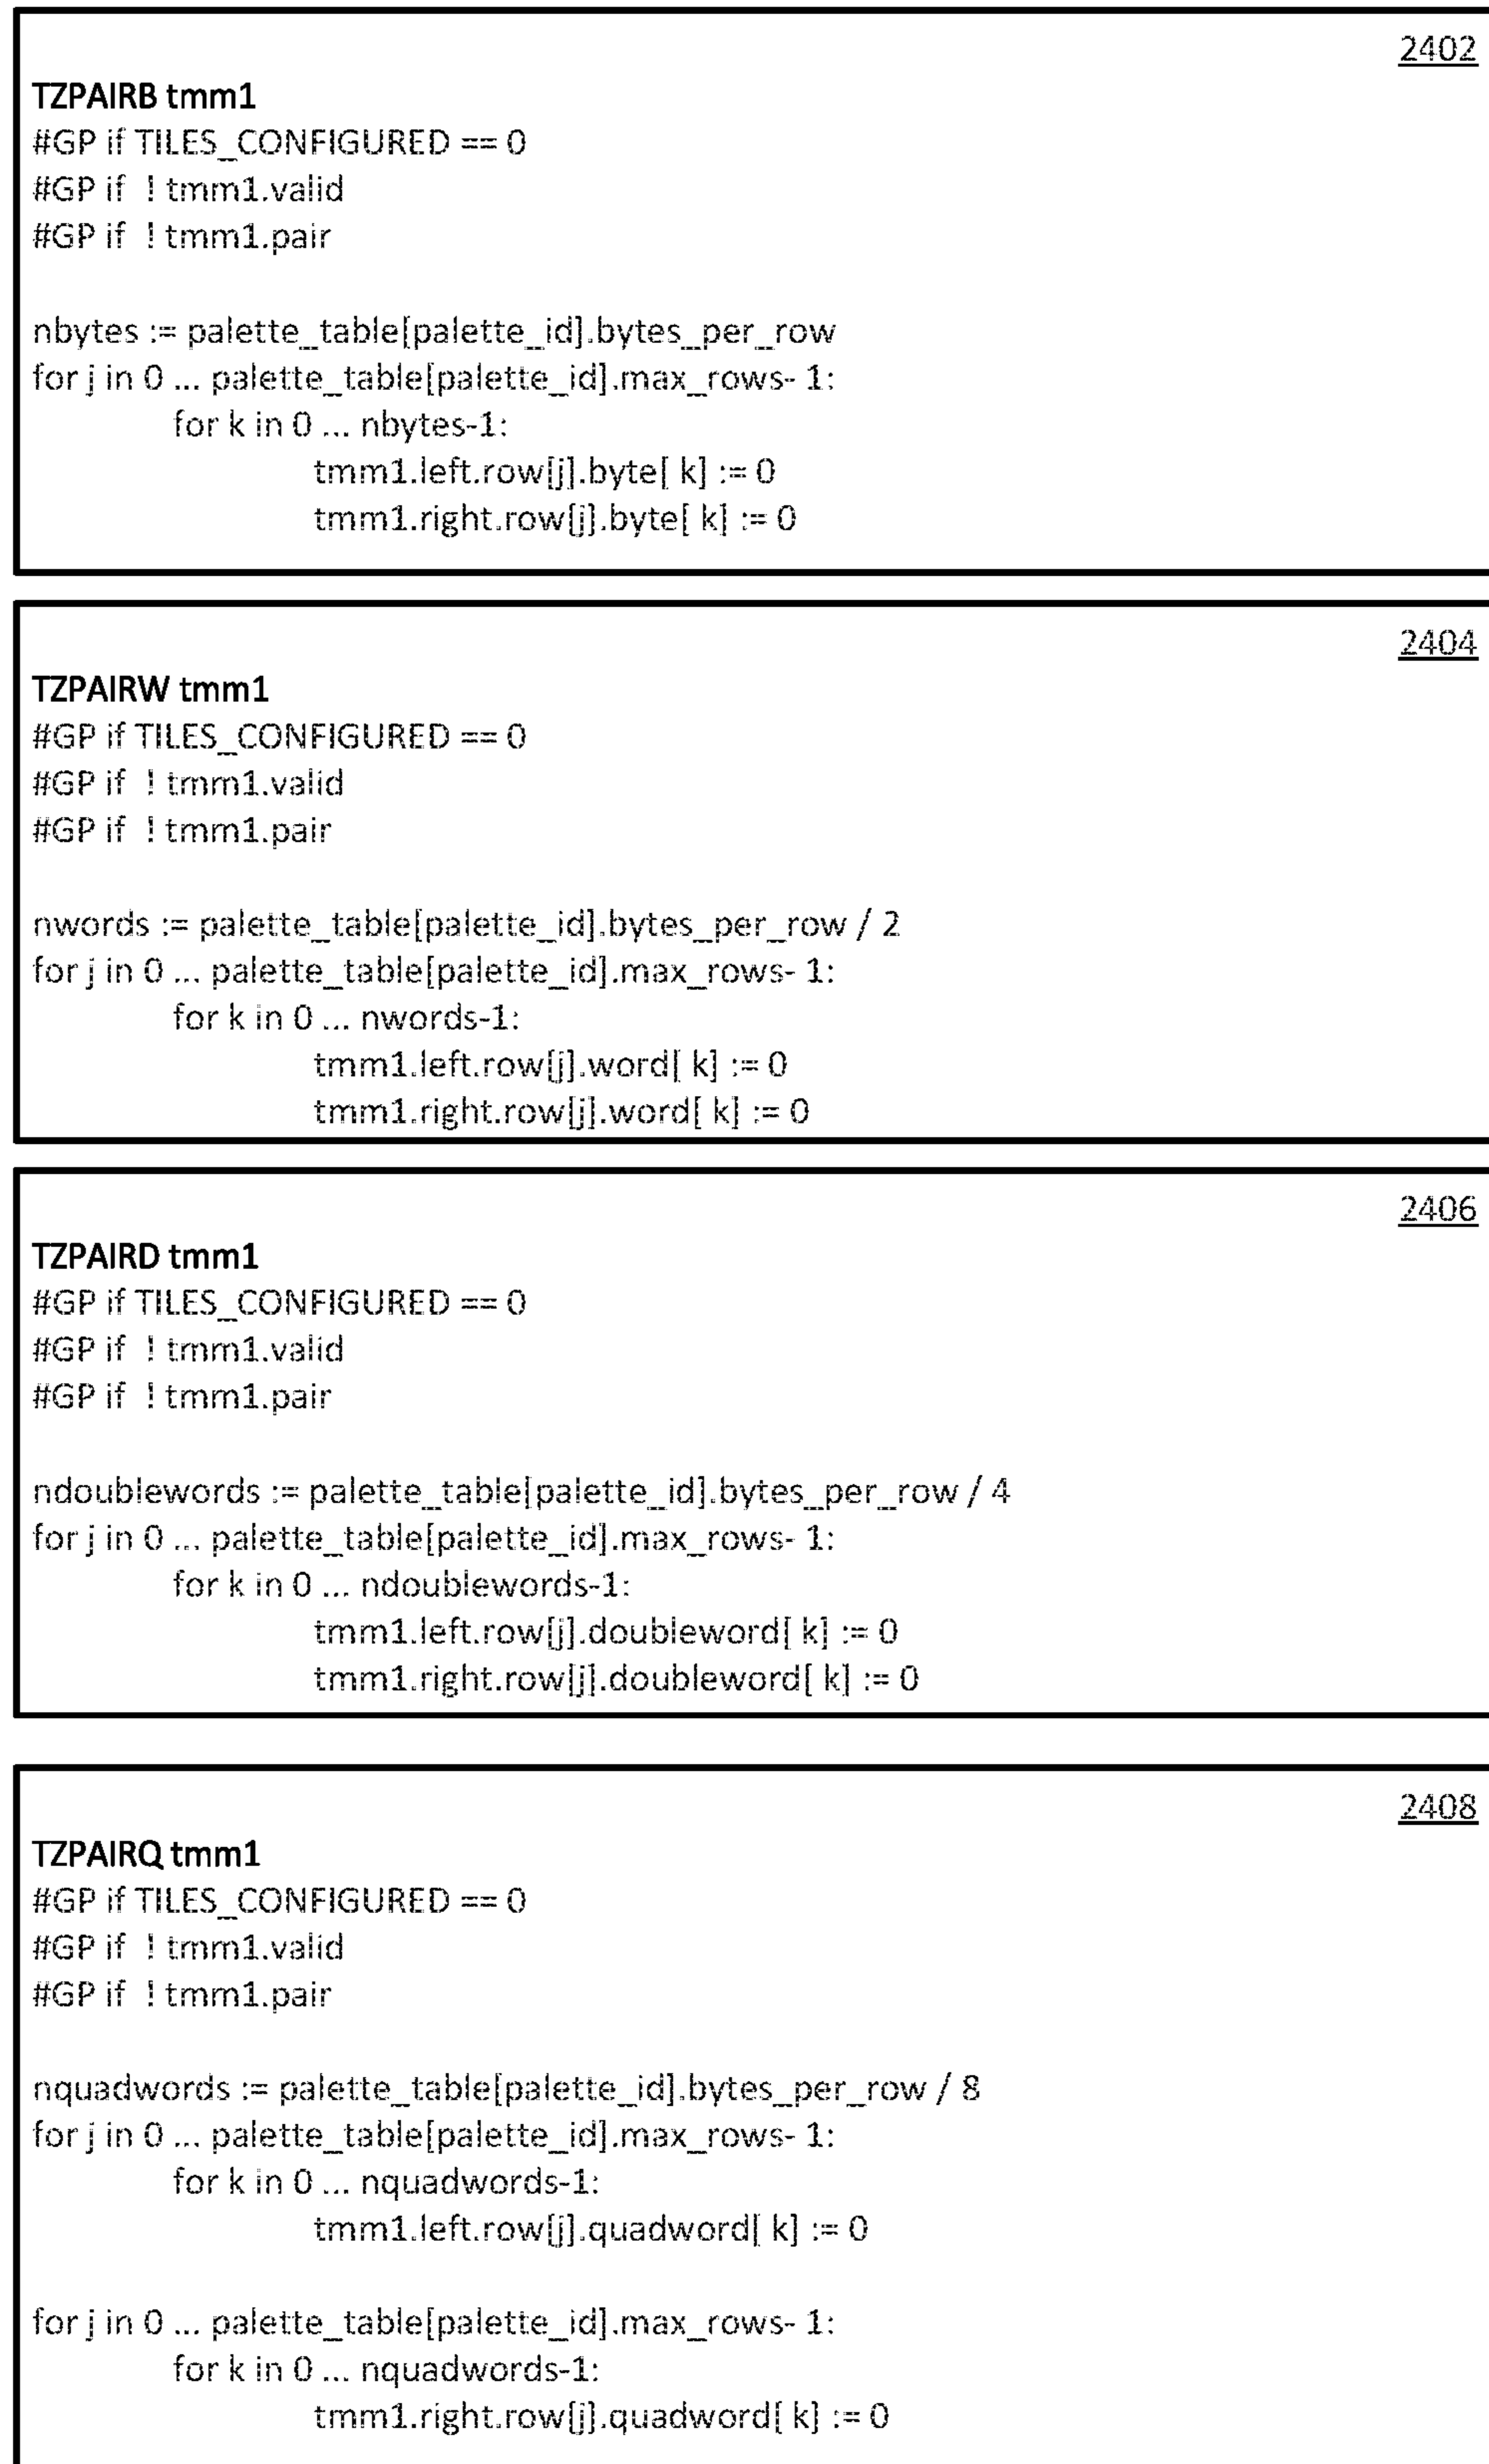 2402
TZPAIRB tmm1
#GP if TILES_CONFIGURED == 0
#GP if ! tmm1.valid
#GP if ! tmm1.pair
nbytes := palette_table[palette_id].bytes_per_row
for j in 0 ... palette_table[palette_id].max_rows- 1:
for k in 0 ... nbytes-1:
tmm1.left.row[j].byte[ k] := 0
tmm1.right.row[j].byte[ k] := 0
2404
TZPAIRW tmm1
#GP if TILES_CONFIGURED == 0
#GP if ! tmm1.valid
#GP if ! tmm1.pair
nwords := palette_table[palette_id].bytes_per_row / 2
for j in 0 ... palette_table[palette_id].max_rows- 1:
for k in 0 ... nwords-1:
tmm1.left.row[j].word[ k] := 0
tmm1.right.row[j].word[ k] := 0
2406
TZPAIRD tmm1
#GP if TILES_CONFIGURED == 0
#GP if ! tmm1.valid
#GP if ! tmm1.pair
ndoublewords := palette_table[palette_id].bytes_per_row / 4
for j in 0 ... palette_table[palette_id].max_rows- 1:
for k in 0 ... ndoublewords-1:
tmm1.left.row[j].doubleword[ k] := 0
tmm1.right.row[j].doubleword[ k] := 0
2408
TZPAIRQ tmm1
#GP if TILES_CONFIGURED == 0
#GP if ! tmm1.valid
#GP if ! tmm1.pair
nquadwords := palette_table[palette_id].bytes_per_row / 8
for j in 0 ... palette_table[palette_id].max_rows- 1:
for k in 0 ... nquadwords-1:
tmm1.left.row[j].quadword[ k] := 0
for j in 0 ... palette_table[palette_id].max_rows- 1:
for k in 0 ... nquadwords-1:
tmm1.right.row[j].quadword[ k] := 0